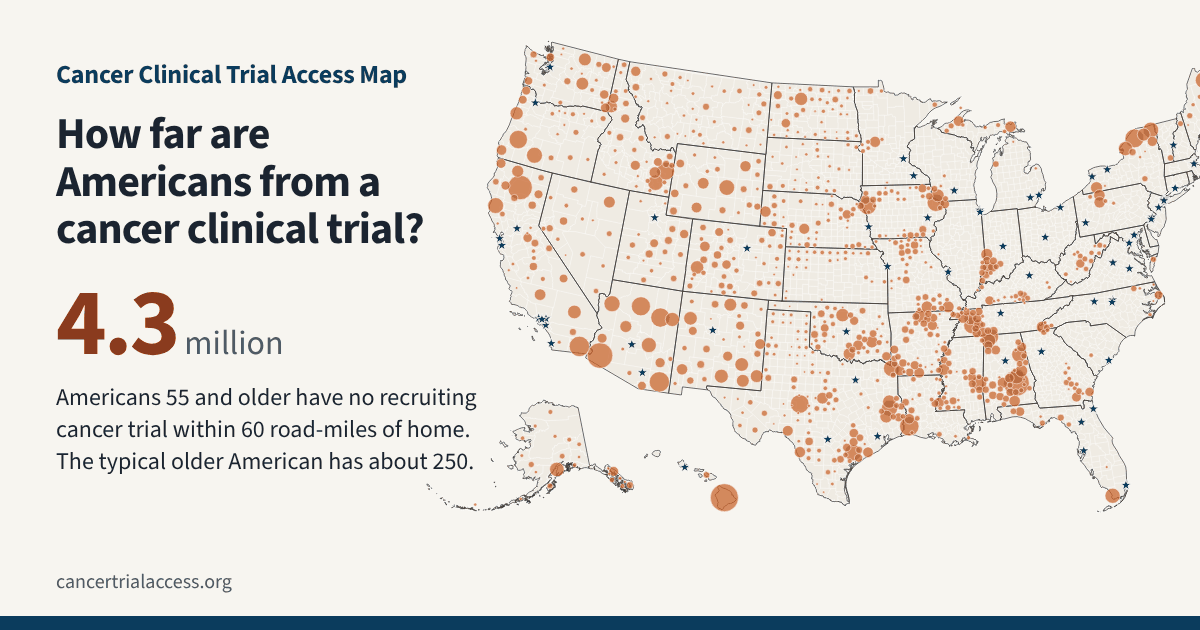 Cancer Clinical Trial Access Map
How far are
Americans from a
cancer clinical trial?
4.3 million
Americans 55 and older have no recruiting
cancer trial within 60 road-miles of home.
The typical older American has about 250.
cancertrialaccess.org